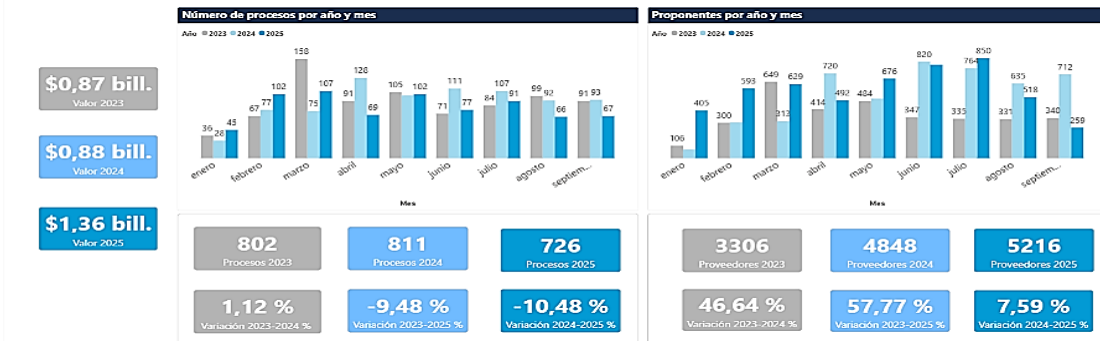 $0,87 bill.
Valor 2023
$0,88 bill.
Valor 2024
$1,36 bill.
Valor 2025
Número de procesos por año y mes
Año 2023 2024 2025
36 28 45
67 77 102
158 75 107
91 128 69
105 102
71 111 77
84 107 91
99 92 66
91 93 67
enero febrero marzo abril mayo junio julio agosto septiem...
Mes
802
Procesos 2023
811
Procesos 2024
726
Procesos 2025
1,12 %
Variación 2023-2024 %
-9,48 %
Variación 2023-2025 %
-10,48 %
Variación 2024-2025 %
Proponentes por año y mes
Año 2023 2024 2025
106 405
300 593
649 213 629
414 720 492
484 676
347 820
335 764 850
331 635 518
340 712 259
enero febrero marzo abril mayo junio julio agosto septiem...
Mes
3306
Proveedores 2023
4848
Proveedores 2024
5216
Proveedores 2025
46,64 %
Variación 2023-2024 %
57,77 %
Variación 2023-2025 %
7,59 %
Variación 2024-2025 %